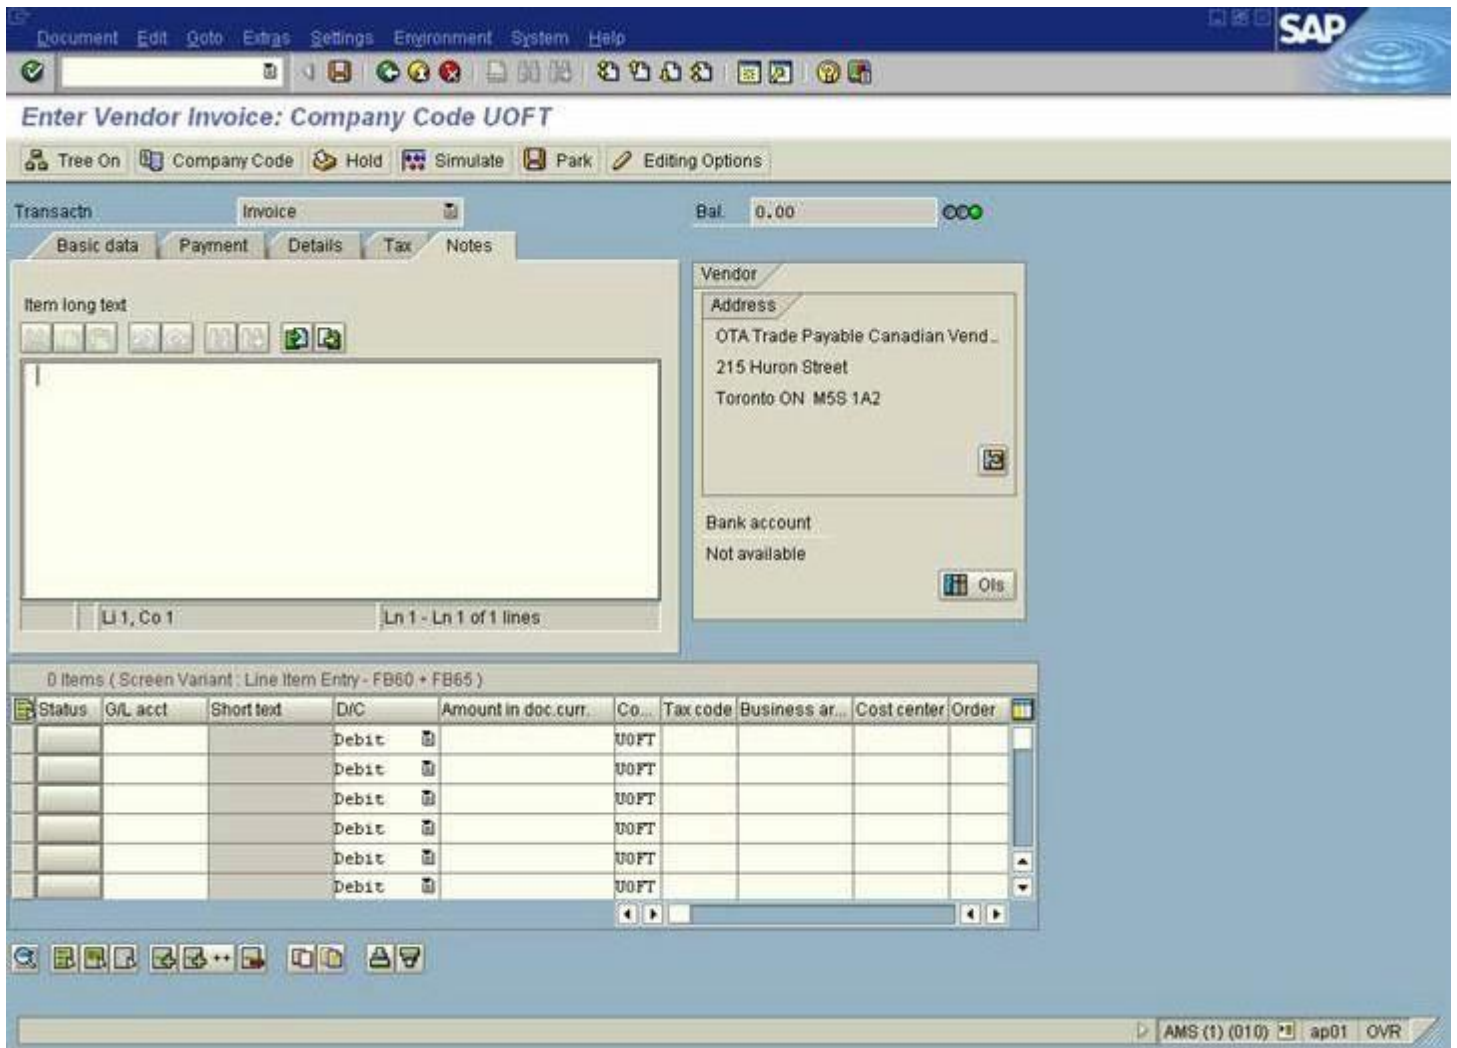 Document Edit Goto Extras Settings Environment System Help
SAP
Enter Vendor Invoice: Company Code UOFT
Tree On Company Code Hold Simulate Park Editing Options
Transactn Invoice Bal. 0.00
Basic data Payment Details Tax Notes
Vendor
Item long text
Address
OTA Trade Payable Canadian Vend..
215 Huron Street
Toronto ON M5S 1A2
Bank account
Not available
OIs
Li 1, Co 1 Ln 1 - Ln 1 of 1 lines
0 Items ( Screen Variant : Line Item Entry - FB60 + FB65 )
Status G/L acct Short text D/C Amount in doc.curr. Co... Tax code Business ar... Cost center Order
Debit UOFT
Debit UOFT
Debit UOFT
Debit UOFT
Debit UOFT
Debit UOFT
AMS (1) (010) ap01 OVR